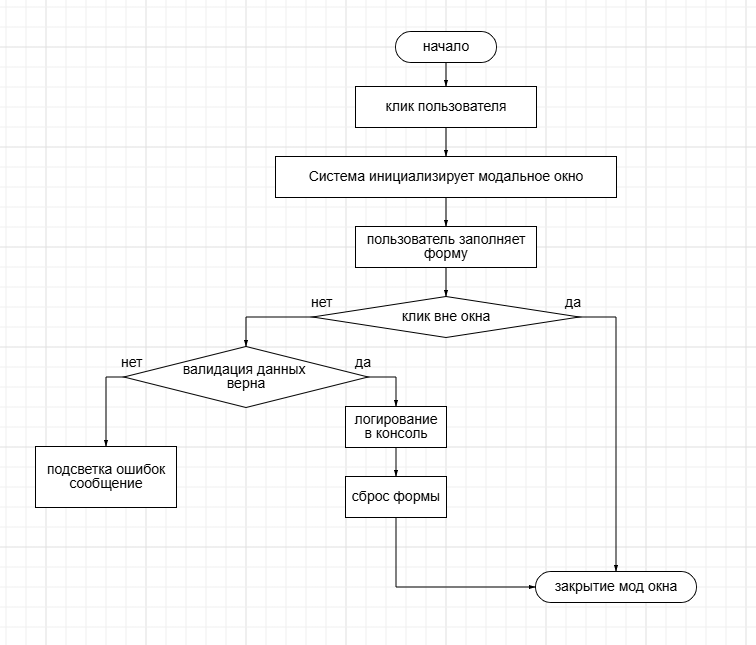 начало
клик пользователя
Система инициализирует модальное окно
пользователь заполняет
форму
нет
да
клик вне окна
нет
да
валидация данных
верна
логирование
в консоль
подсветка ошибок
сообщение
сброс формы
закрытие мод окна